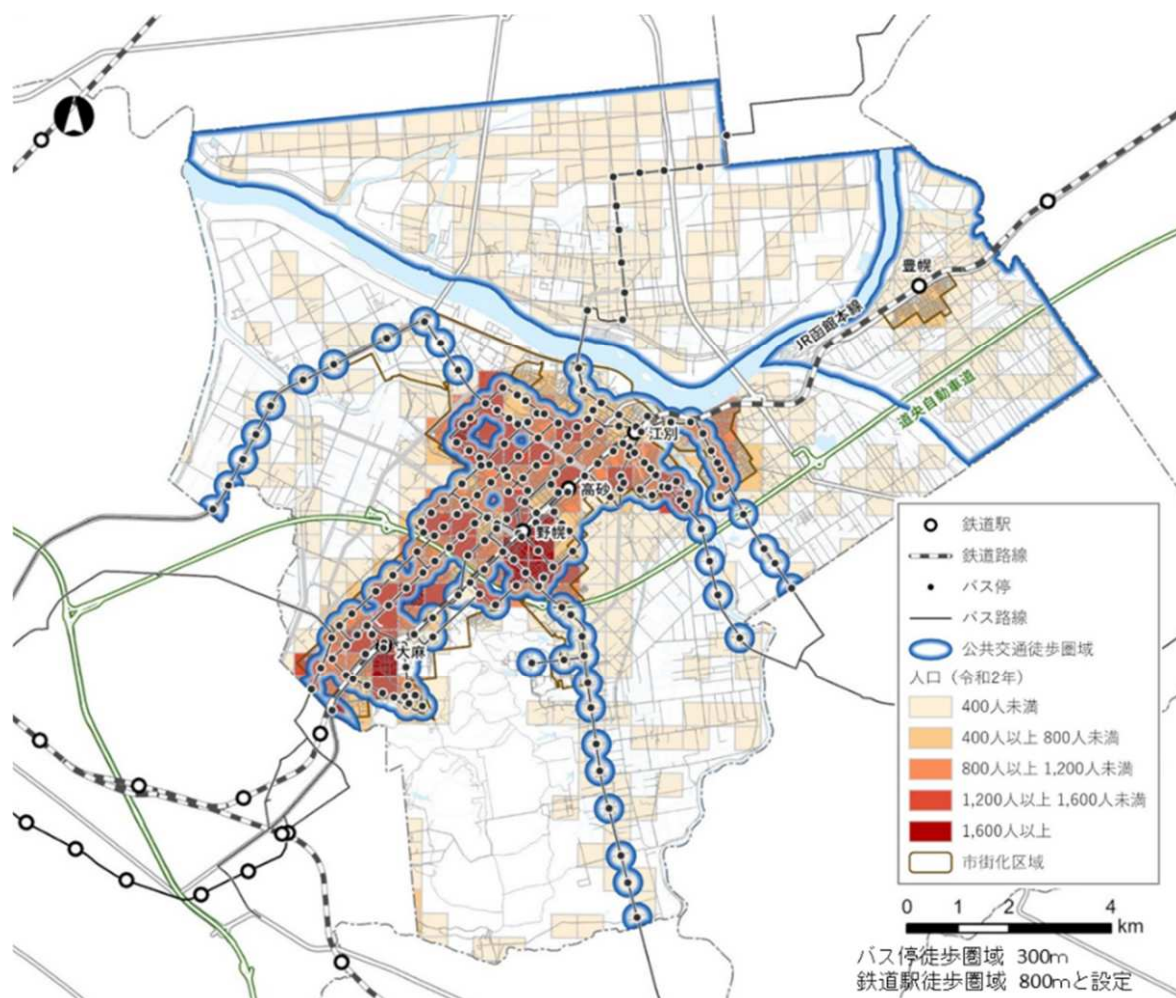 豊幌
JR函館本線
道央自動車道
江別
高砂
野幌
大麻
鉄道駅
鉄道路線
バス停
バス路線
公共交通徒歩圏域
人口（令和2年）
400人未満
400人以上 800人未満
800人以上 1,200人未満
1,200人以上 1,600人未満
1,600人以上
市街化区域
0 1 2 4 km
バス停徒歩圏域 300m
鉄道駅徒歩圏域 800mと設定